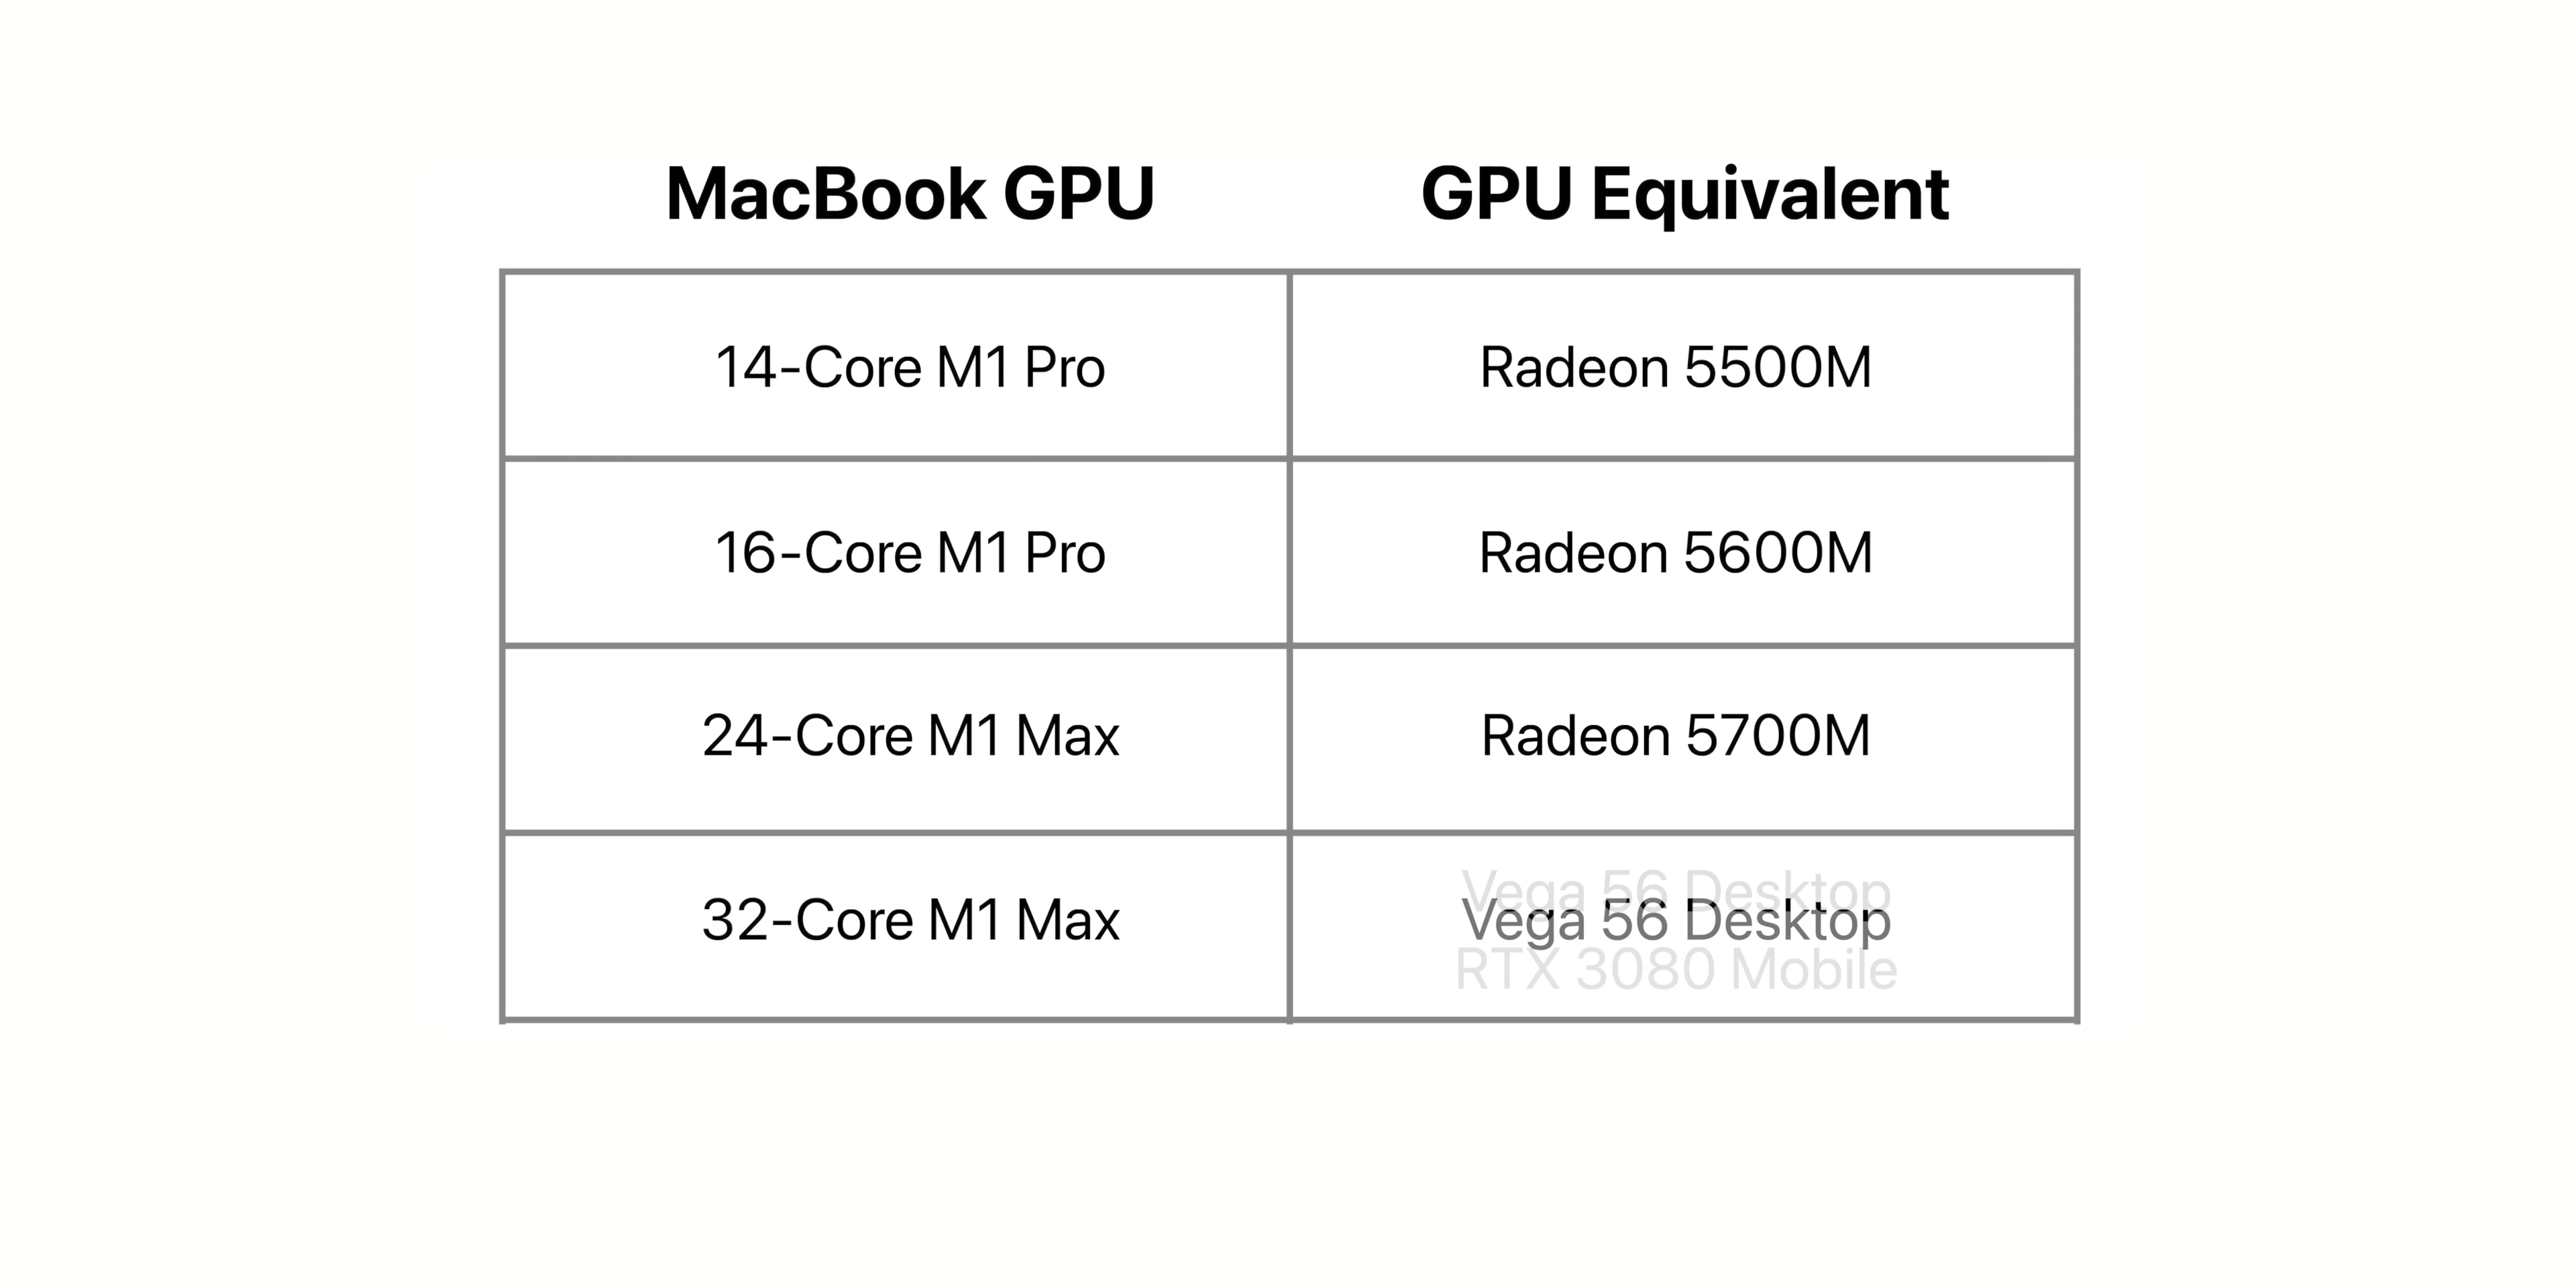 MacBook GPU GPU Equivalent
14-Core M1 Pro Radeon 5500M
16-Core M1 Pro Radeon 5600M
24-Core M1 Max Radeon 5700M
Vega 56 Desktop
32-Core M1 Max Vega 56 Desktop
RTX 3080 Mobile